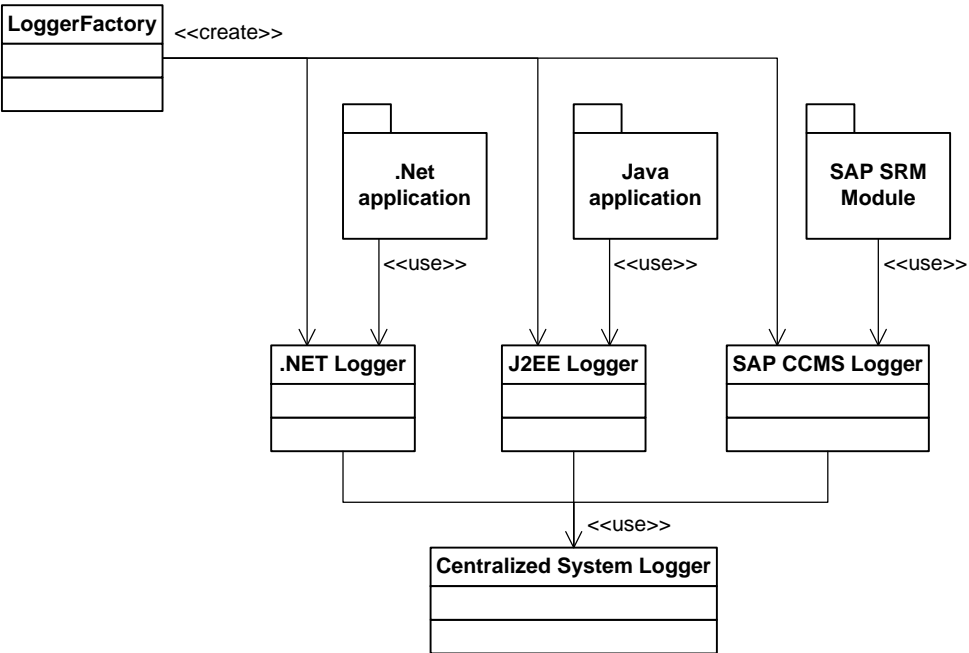 LoggerFactory
<<create>>
.Net
application
Java
application
SAP SRM
Module
<<use>>
<<use>>
<<use>>
.NET Logger
J2EE Logger
SAP CCMS Logger
<<use>>
Centralized System Logger